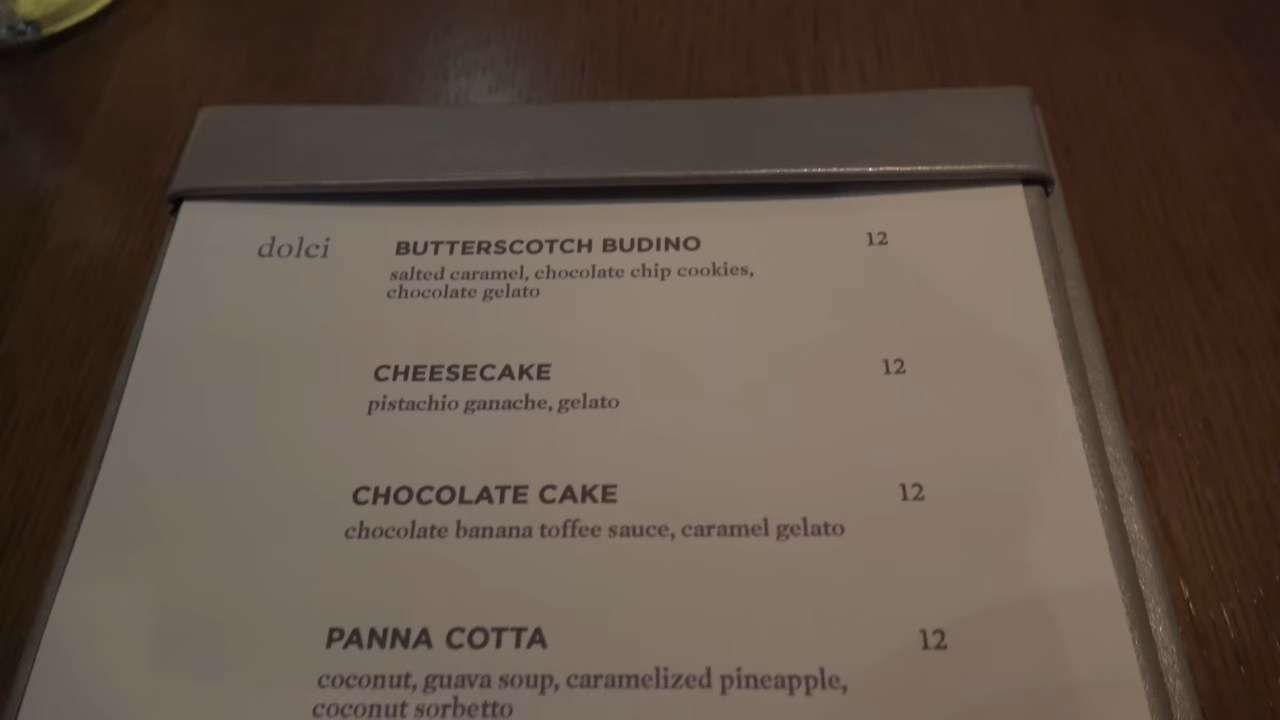 dolci BUTTERSCOTCH BUDINO 12
salted caramel, chocolate chip cookies,
chocolate gelato
CHEESECAKE 12
pistachio ganache, gelato
CHOCOLATE CAKE 12
chocolate banana toffee sauce, caramel gelato
PANNA COTTA 12
coconut, guava soup, caramelized pineapple,
coconut sorbetto